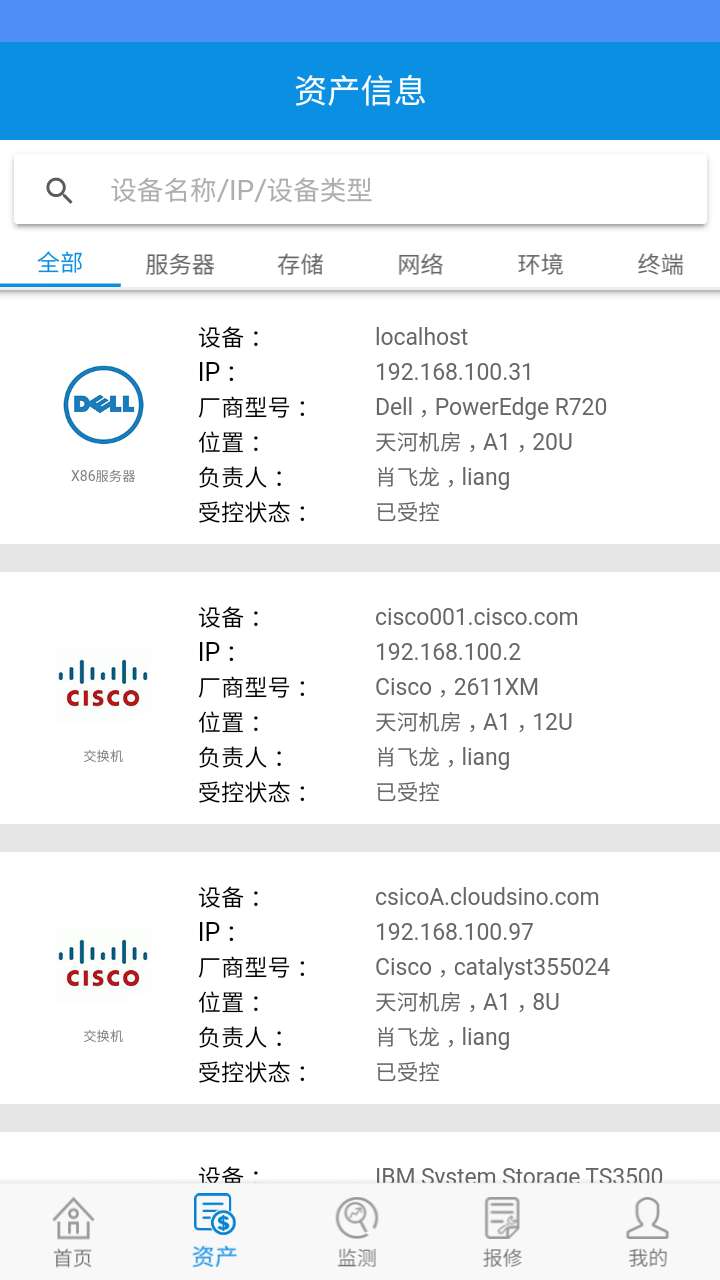 资产信息
设备名称/IP/设备类型
全部 服务器 存储 网络 环境 终端
设备： localhost
IP： 192.168.100.31
厂商型号： Dell，PowerEdge R720
位置： 天河机房，A1，20U
负责人： 肖飞龙，liang
受控状态： 已受控
DELL
X86服务器
设备： cisco001.cisco.com
IP： 192.168.100.2
厂商型号： Cisco，2611XM
位置： 天河机房，A1，12U
负责人： 肖飞龙，liang
受控状态： 已受控
CISCO
交换机
设备： csicoA.cloudsino.com
IP： 192.168.100.97
厂商型号： Cisco，catalyst355024
位置： 天河机房，A1，8U
负责人： 肖飞龙，liang
受控状态： 已受控
CISCO
交换机
设备： IBM System Storage TS3500
首页 资产 监测 报修 我的